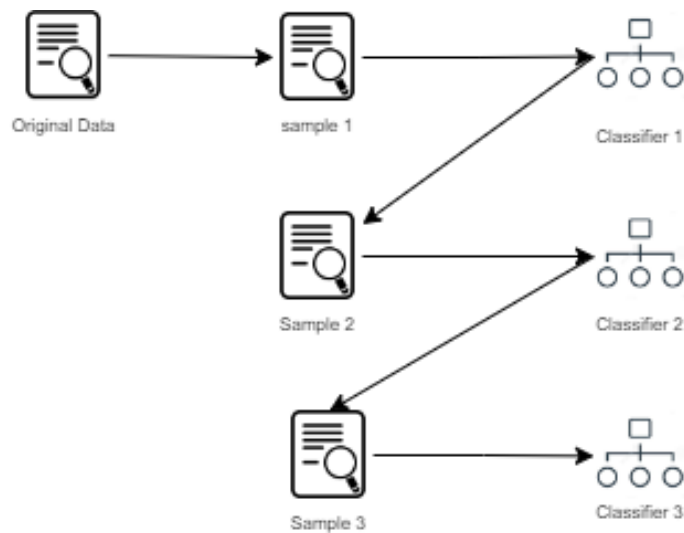 Original Data
sample 1
Classifier 1
Sample 2
Classifier 2
Sample 3
Classifier 3